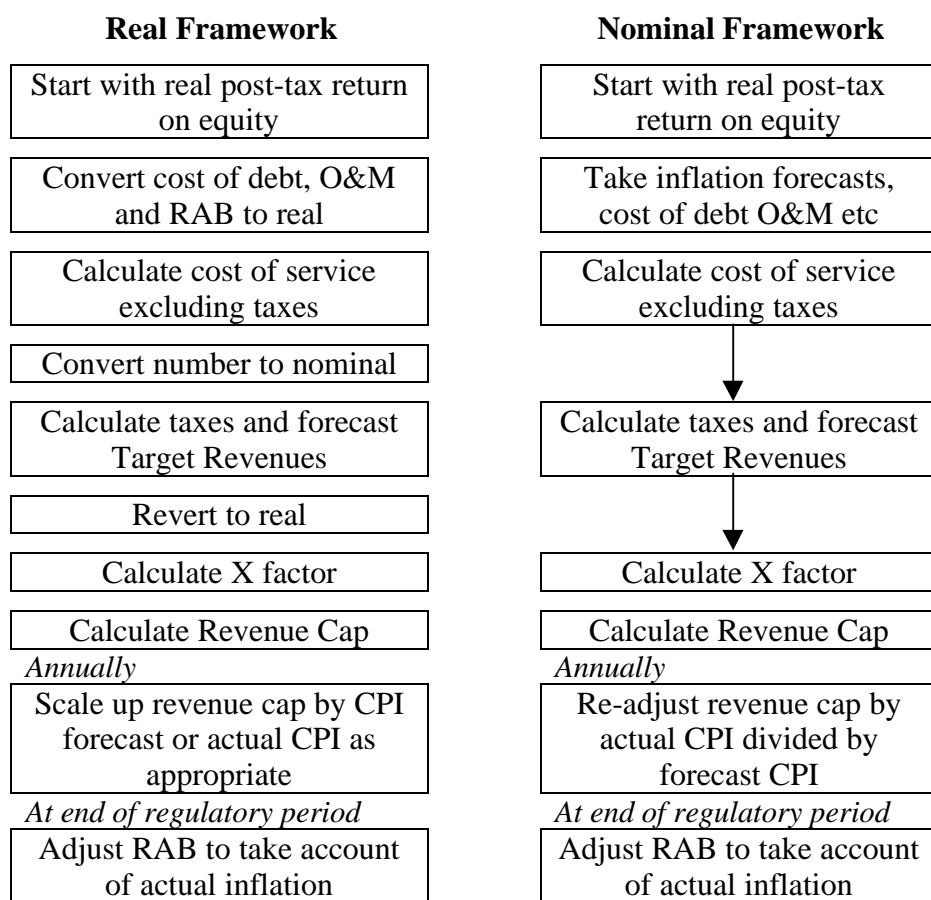 Real Framework
Start with real post-tax return
on equity
Convert cost of debt, O&M
and RAB to real
Calculate cost of service
excluding taxes
Convert number to nominal
Calculate taxes and forecast
Target Revenues
Revert to real
Calculate X factor
Calculate Revenue Cap
Annually
Scale up revenue cap by CPI
forecast or actual CPI as
appropriate
At end of regulatory period
Adjust RAB to take account
of actual inflation
Nominal Framework
Start with real post-tax
return on equity
Take inflation forecasts,
cost of debt O&M etc
Calculate cost of service
excluding taxes
Calculate taxes and forecast
Target Revenues
Calculate X factor
Calculate Revenue Cap
Annually
Re-adjust revenue cap by
actual CPI divided by
forecast CPI
At end of regulatory period
Adjust RAB to take account
of actual inflation